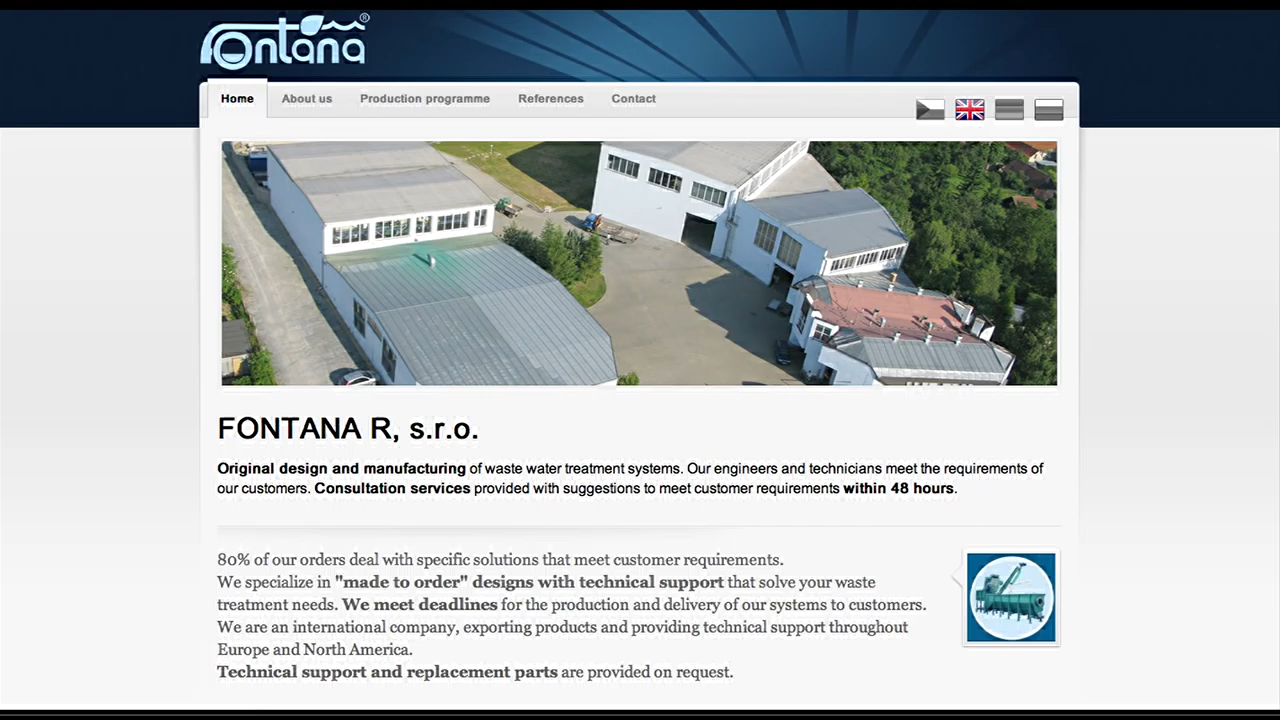 fontana®
Home About us Production programme References Contact
FONTANA R, s.r.o.
Original design and manufacturing of waste water treatment systems. Our engineers and technicians meet the requirements of
our customers. Consultation services provided with suggestions to meet customer requirements within 48 hours.
80% of our orders deal with specific solutions that meet customer requirements.
We specialize in "made to order" designs with technical support that solve your waste
treatment needs. We meet deadlines for the production and delivery of our systems to customers.
We are an international company, exporting products and providing technical support throughout
Europe and North America.
Technical support and replacement parts are provided on request.